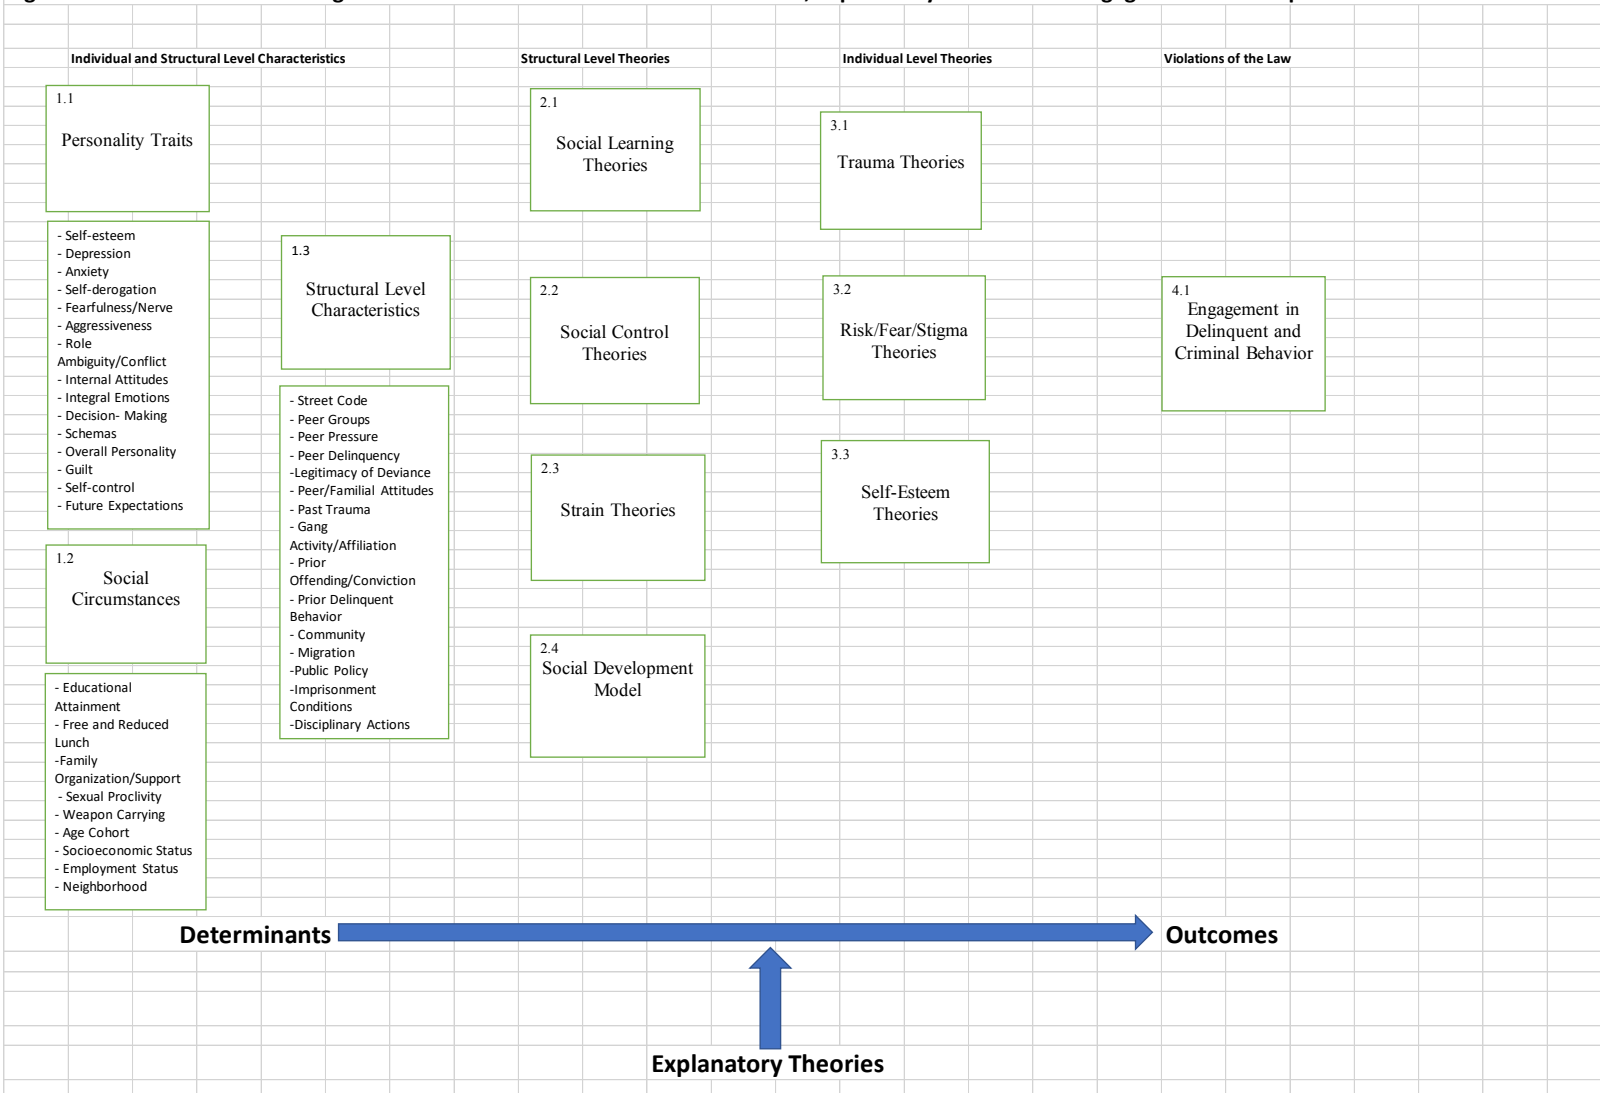 Individual and Structural Level Characteristics
Structural Level Theories
Individual Level Theories
Violations of the Law
1.1
Personality Traits
- Self-esteem
- Depression
- Anxiety
- Self-derogation
- Fearfulness/Nerve
- Aggressiveness
- Role
Ambiguity/Conflict
- Internal Attitudes
- Integral Emotions
- Decision- Making
- Schemas
- Overall Personality
- Guilt
- Self-control
- Future Expectations
1.2
Social
Circumstances
- Educational
Attainment
- Free and Reduced
Lunch
-Family
Organization/Support
- Sexual Proclivity
- Weapon Carrying
- Age Cohort
- Socioeconomic Status
- Employment Status
- Neighborhood
1.3
Structural Level
Characteristics
- Street Code
- Peer Groups
- Peer Pressure
- Peer Delinquency
-Legitimacy of Deviance
- Peer/Familial Attitudes
- Past Trauma
- Gang
Activity/Affiliation
- Prior
Offending/Conviction
- Prior Delinquent
Behavior
- Community
- Migration
-Public Policy
-Imprisonment
Conditions
-Disciplinary Actions
2.1
Social Learning
Theories
2.2
Social Control
Theories
2.3
Strain Theories
2.4
Social Development
Model
3.1
Trauma Theories
3.2
Risk/Fear/Stigma
Theories
3.3
Self-Esteem
Theories
4.1
Engagement in
Delinquent and
Criminal Behavior
Determinants
Outcomes
Explanatory Theories